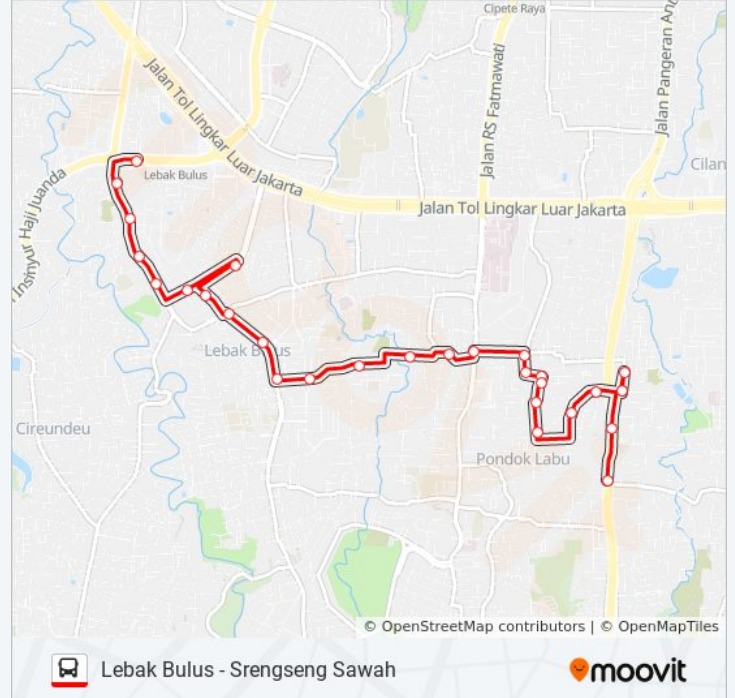 Cipete Raya
Jalan Tol Lingkar Luar Jakarta
Jalan RS Fatmawati
Jalan Pangeran An
Cilan
Lebak Bulus
n Insinyur Haji Juanda
Jalan Tol Lingkar Luar Jakarta
Lebak B us
Cireundeu
Pondok Labu
© OpenStreetMap contributors | © OpenMapTiles
Lebak Bulus - Srengseng Sawah
moovit